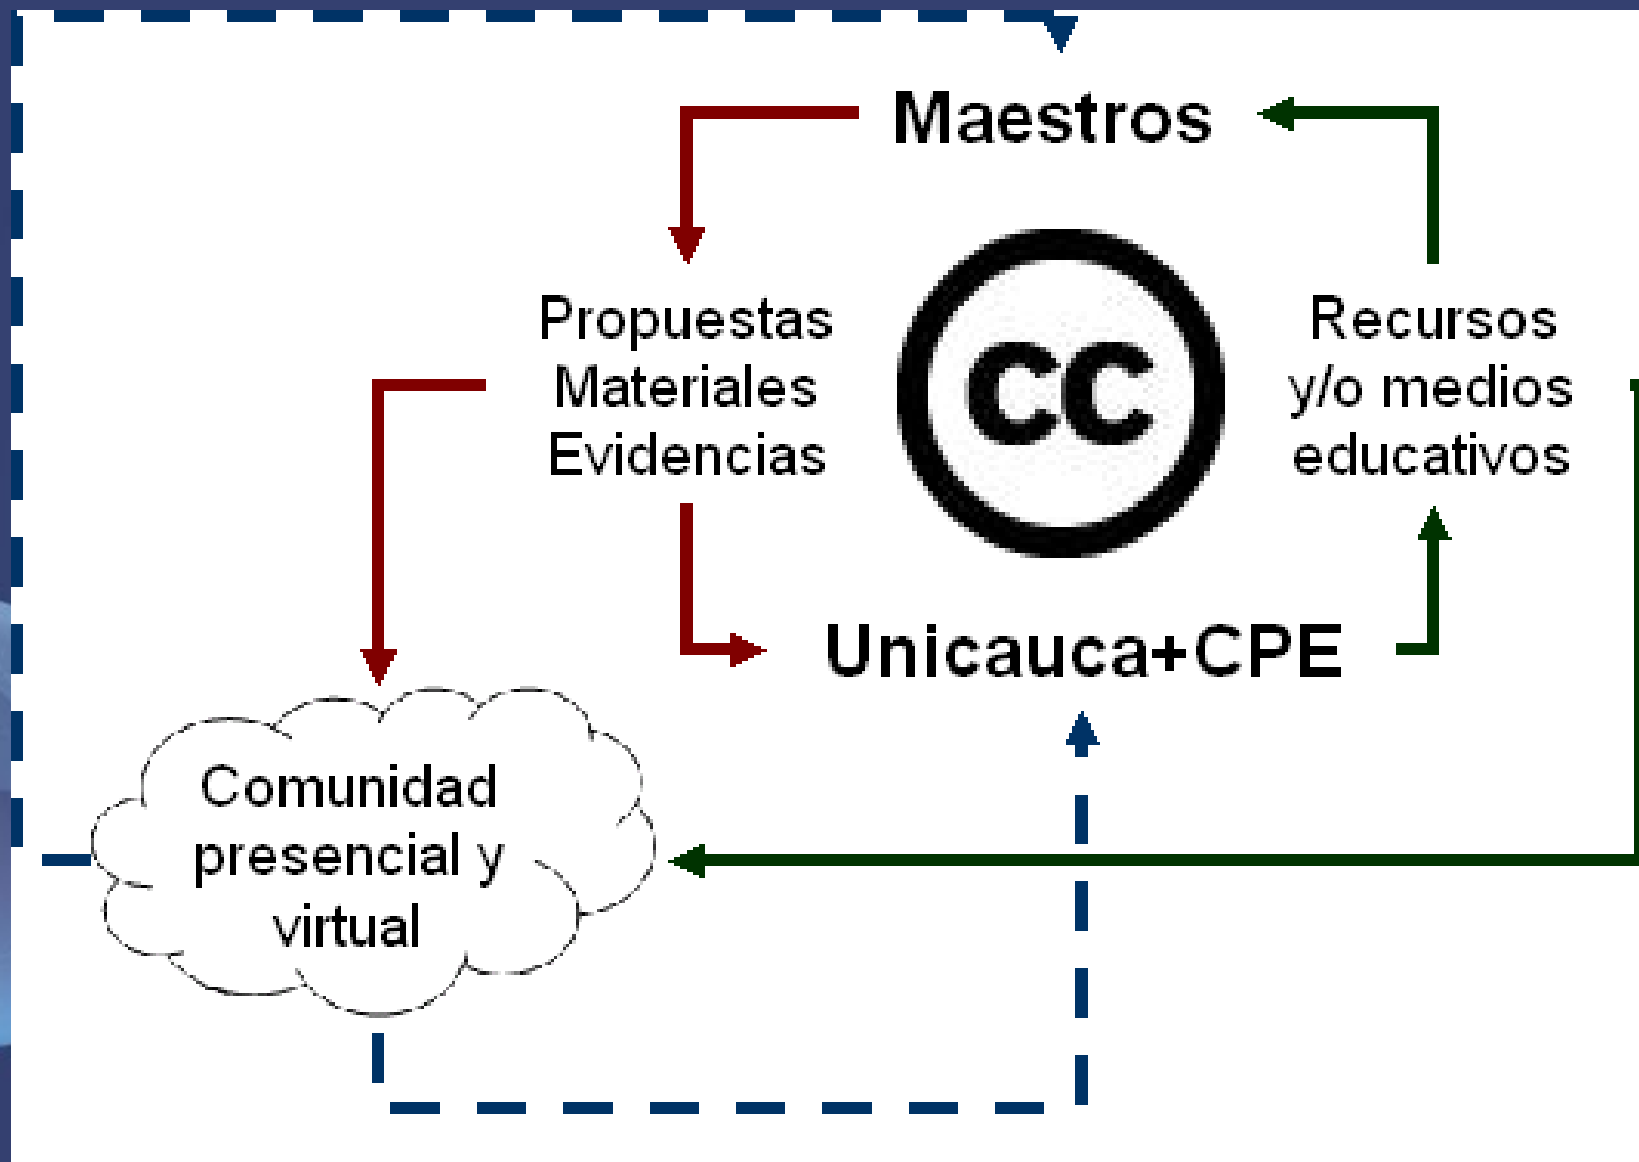 Maestros
Propuestas
Materiales
Evidencias
cc
Recursos
y/o medios
educativos
Unicauca+CPE
Comunidad
presencial y
virtual